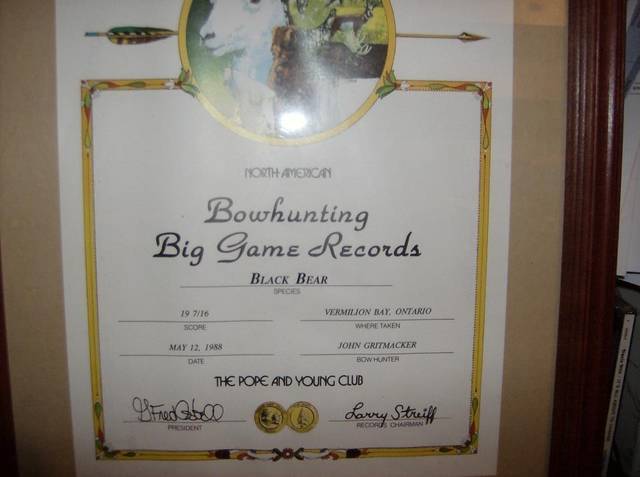 NORTH AMERICAN
Bowhunting
Big Game Records
BLACK BEAR
SPECIES
19 7/16
VERMILION BAY, ONTARIO
SCORE
WHERE TAKEN
MAY 12, 1988
JOHN GRITMACKER
DATE
BOW HUNTER
THE POPE AND YOUNG CLUB
Larry Streiff
PRESIDENT
RECORDS CHAIRMAN